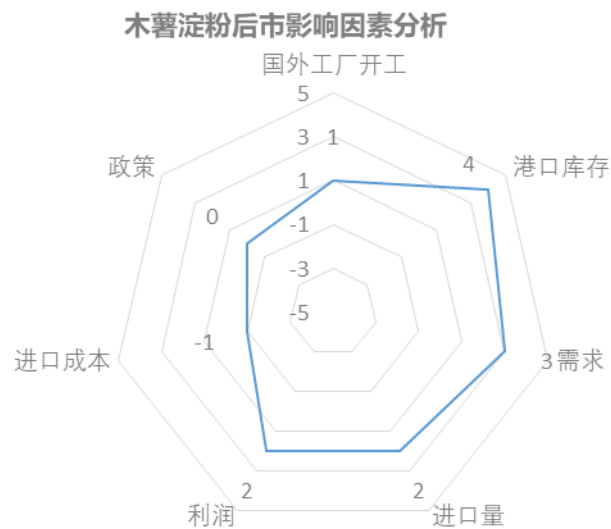 木薯淀粉后市影响因素分析
国外工厂开工
5
3 1
4 港口库存
政策
1
0
-1
-3
-5
-1
进口成本
3 需求
2 2
利润 进口量